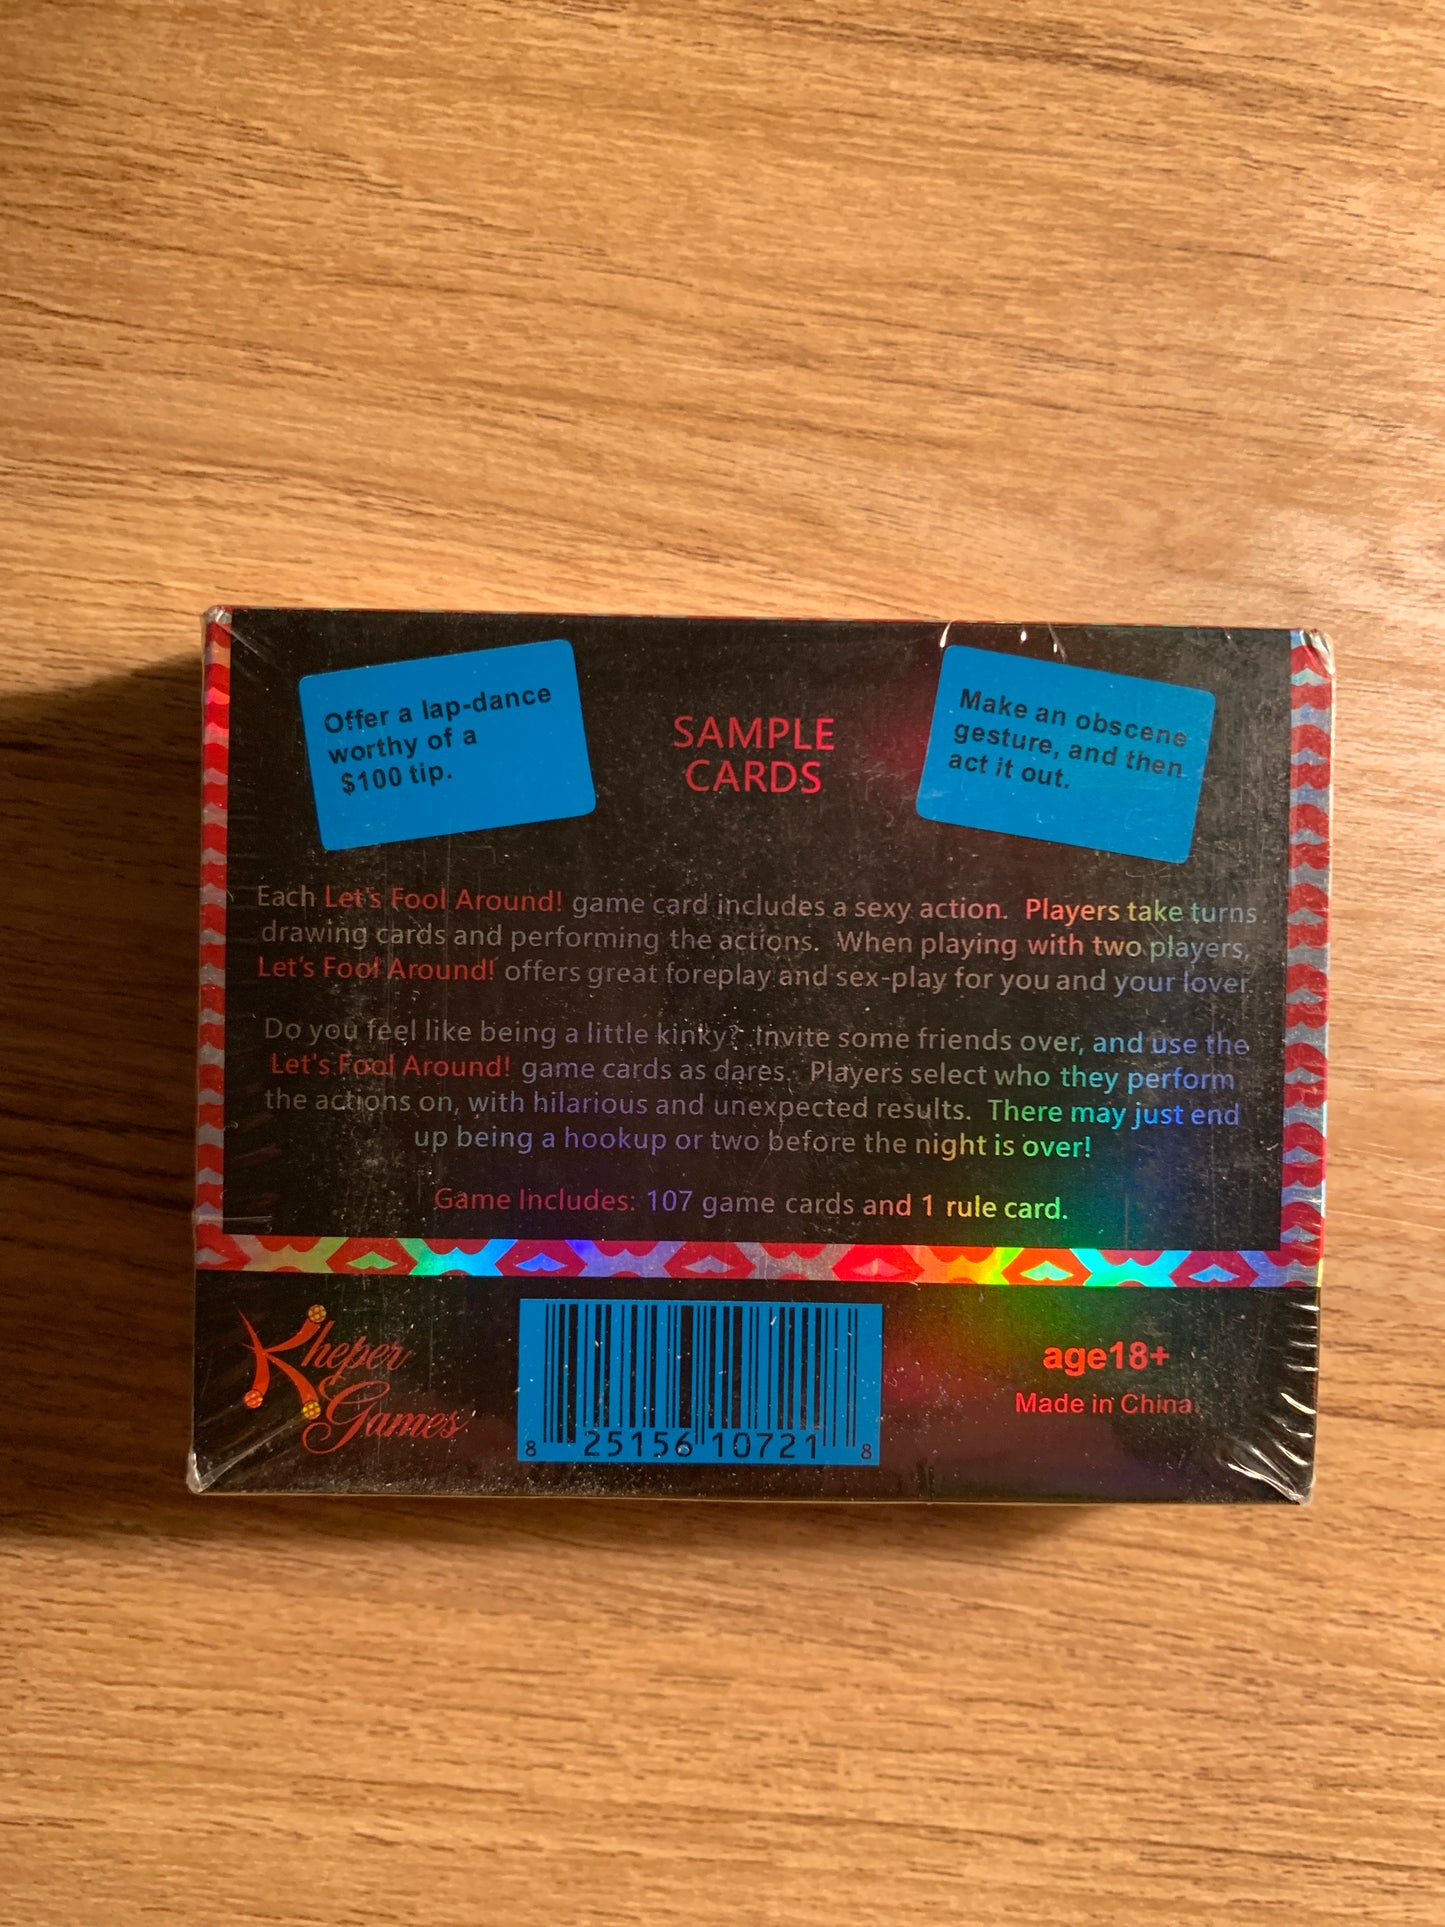 Offer a lap-dance
worthy of a
$100 tip.
SAMPLE
CARDS
Make an obscene
gesture, and then
act it out.
Each Let's Fool Around! game card includes a sexy action. Players take turns
drawing cards and performing the actions. When playing with two players,
Let's Fool Around! offers great foreplay and sex-play for you and your lover.
Do you feel like being a little kinky? Invite some friends over, and use the
Let's Fool Around! game cards as dares. Players select who they perform
the actions on, with hilarious and unexpected results. There may just end
up being a hookup or two before the night is over!
Game Includes: 107 game cards and 1 rule card.
Kheper
Games
8 25156 10721 8
age18+
Made in China.